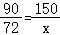 90/72 = 150/x